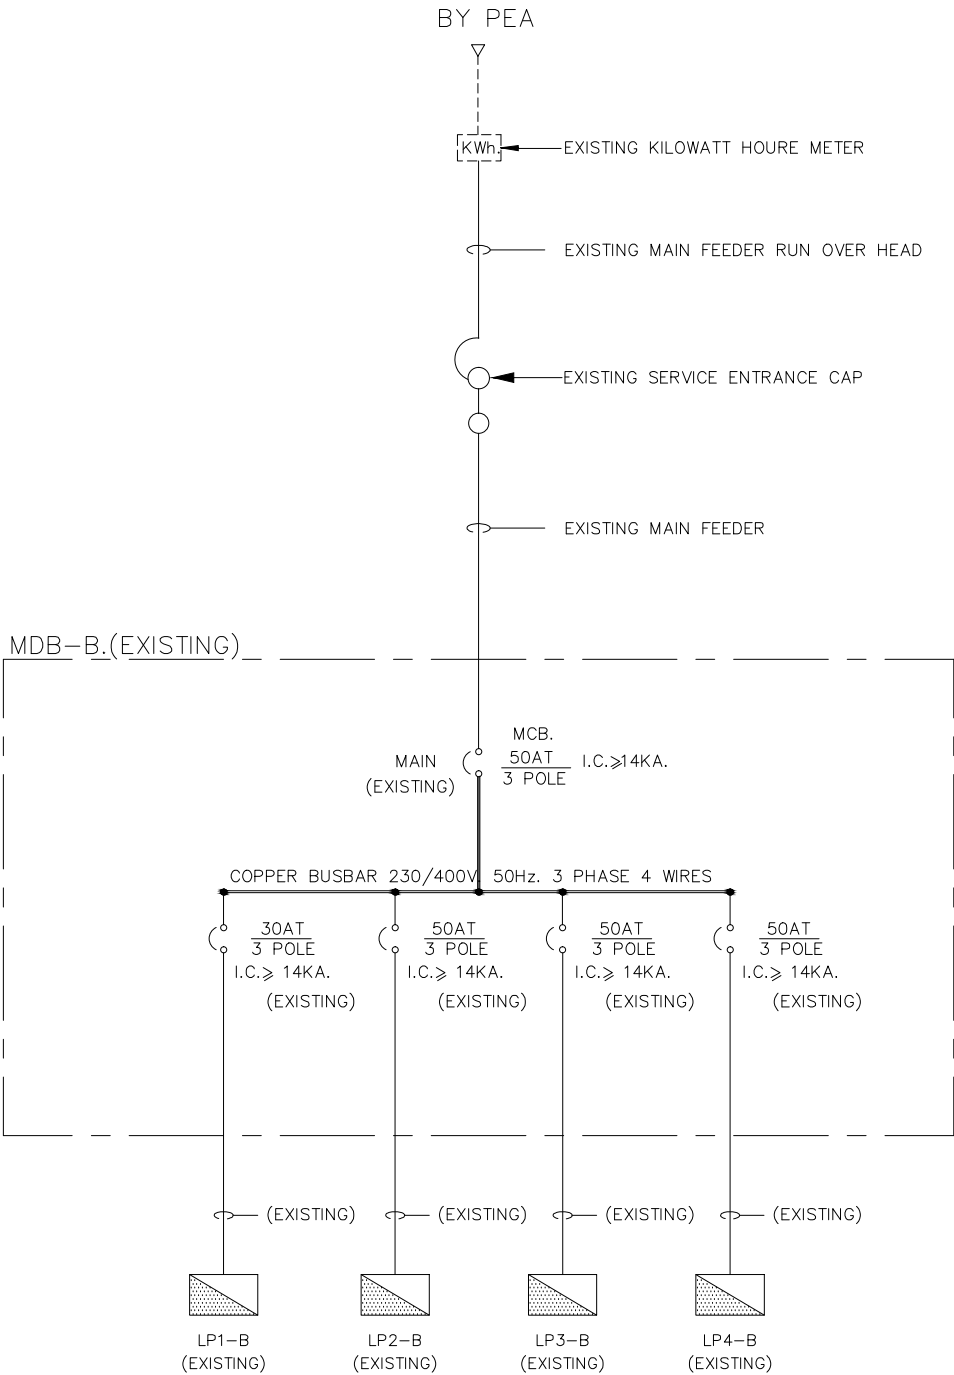 BY PEA
KWh.
EXISTING KILOWATT HOURE METER
EXISTING MAIN FEEDER RUN OVER HEAD
EXISTING SERVICE ENTRANCE CAP
EXISTING MAIN FEEDER
MDB-B.(EXISTING)
MCB.
MAIN
(EXISTING)
50AT
3 POLE
I.C.⩾14KA.
COPPER BUSBAR 230/400V. 50Hz. 3 PHASE 4 WIRES
30AT
3 POLE
I.C.⩾ 14KA.
(EXISTING)
50AT
3 POLE
I.C.⩾ 14KA.
(EXISTING)
50AT
3 POLE
I.C.⩾ 14KA.
(EXISTING)
50AT
3 POLE
I.C.⩾ 14KA.
(EXISTING)
(EXISTING)
(EXISTING)
(EXISTING)
(EXISTING)
LP1-B
(EXISTING)
LP2-B
(EXISTING)
LP3-B
(EXISTING)
LP4-B
(EXISTING)